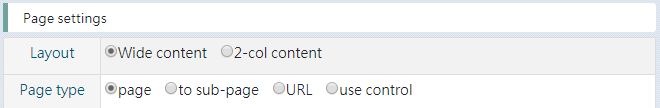 Page settings
Layout Wide content 2-col content
Page type page to sub-page URL use control